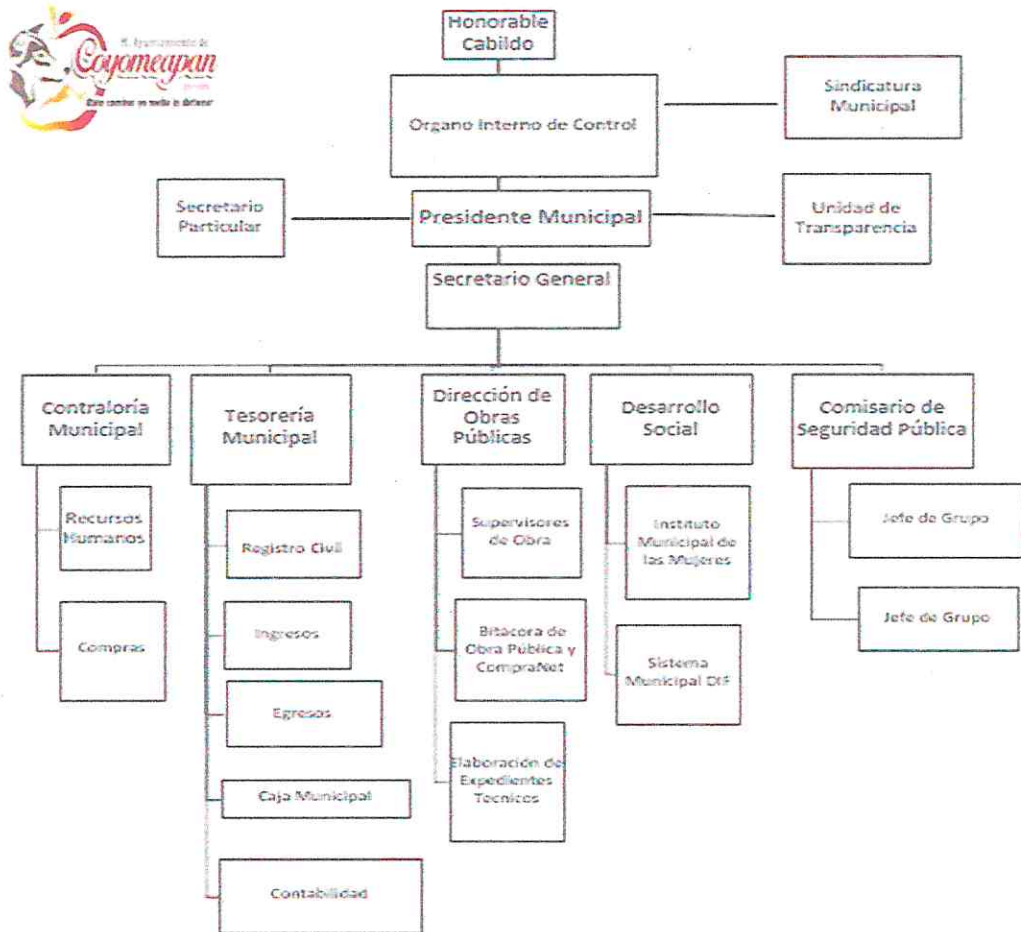 H. Ayuntamiento de
Coyomeapan
Honorable
Cabildo
Organo Interno de Control
Sindicatura
Municipal
Secretario
Particular
Presidente Municipal
Unidad de
Transparencia
Secretario General
Contraloría
Municipal
Tesorería
Municipal
Dirección de
Obras
Públicas
Desarrollo
Social
Comisario de
Seguridad Pública
Recursos
Humanos
Compras
Registro Civil
Ingresos
Egresos
Caja Municipal
Contabilidad
Supervisores
de Obra
Bitácora de
Obra Pública y
CompraNet
Elaboración de
Expedientes
Tecnicos
Instituto
Municipal de
las Mujeres
Sistema
Municipal DIF
Jefe de Grupo
Jefe de Grupo